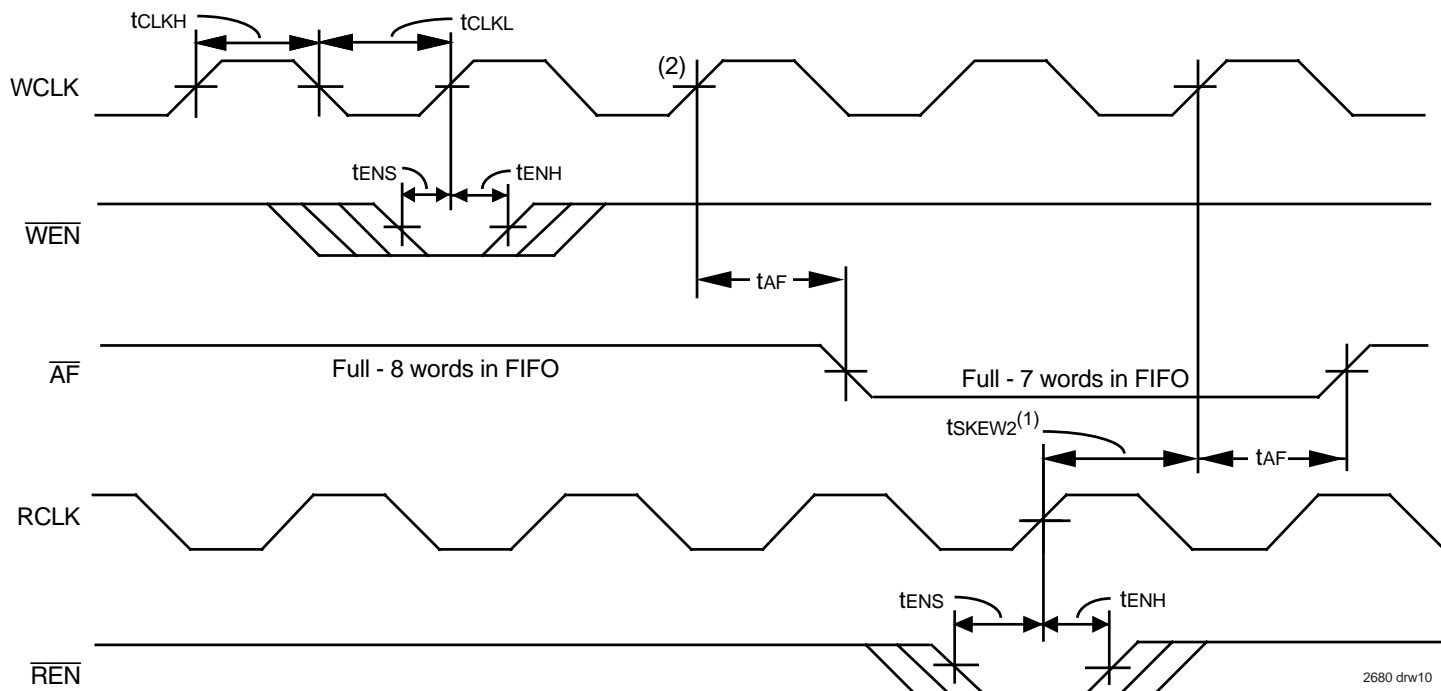 tCLKH tCLKL
WCLK (2)
tENS tENH
WEN
tAF
AF Full - 8 words in FIFO Full - 7 words in FIFO
tSKEW2(1)
tAF
RCLK
tENS tENH
REN
2680 drw10